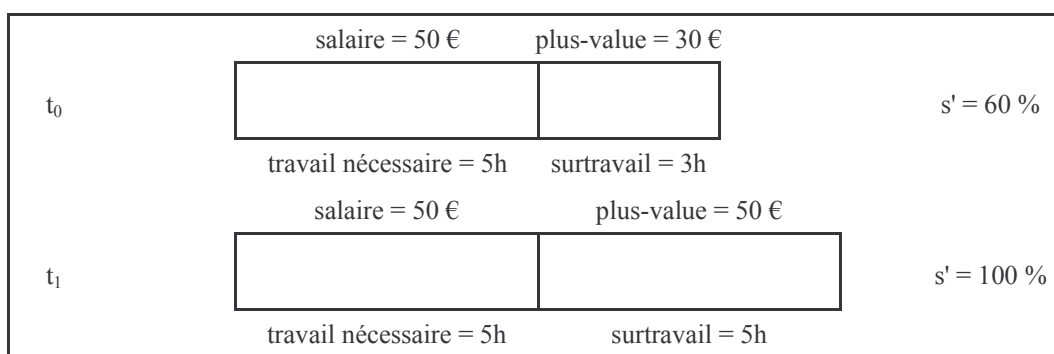 salaire = 50 € plus-value = 30 €
t₀ s' = 60 %
travail nécessaire = 5h surtravail = 3h
salaire = 50 € plus-value = 50 €
t₁ s' = 100 %
travail nécessaire = 5h surtravail = 5h